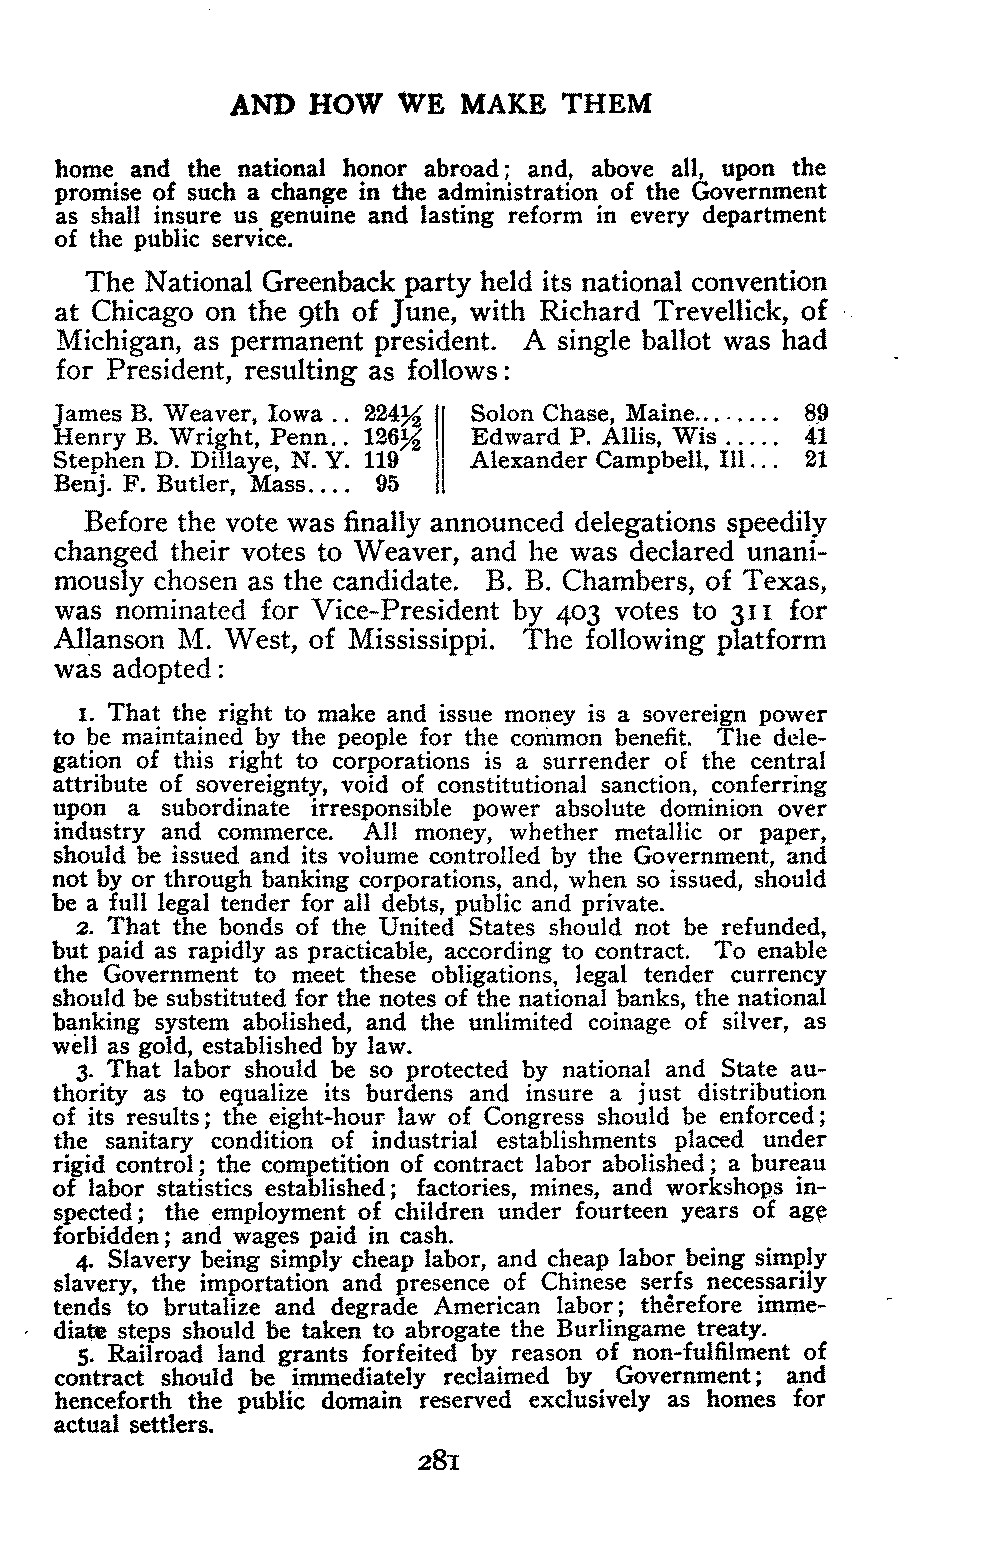 AND HOW WE MAKE THEM
home and the national honor abroad; and, above all, upon the
promise of such a change in the administration of the Government
as shall insure us genuine and lasting reform in every department
of the public service.
The National Greenback party held its national convention
at Chicago on the 9th of June, with Richard Trevellick, of
Michigan, as permanent president. A single ballot was had
for President, resulting as follows:
James B. Weaver, Iowa .. 224½ || Solon Chase, Maine........ 89
Henry B. Wright, Penn.. 126½ || Edward P. Allis, Wis ..... 41
Stephen D. Dillaye, N. Y. 119 || Alexander Campbell, Ill... 21
Benj. F. Butler, Mass.... 95 ||
Before the vote was finally announced delegations speedily
changed their votes to Weaver, and he was declared unani-
mously chosen as the candidate. B. B. Chambers, of Texas,
was nominated for Vice-President by 403 votes to 311 for
Allanson M. West, of Mississippi. The following platform
was adopted:
1. That the right to make and issue money is a sovereign power
to be maintained by the people for the common benefit. The dele-
gation of this right to corporations is a surrender of the central
attribute of sovereignty, void of constitutional sanction, conferring
upon a subordinate irresponsible power absolute dominion over
industry and commerce. All money, whether metallic or paper,
should be issued and its volume controlled by the Government, and
not by or through banking corporations, and, when so issued, should
be a full legal tender for all debts, public and private.
2. That the bonds of the United States should not be refunded,
but paid as rapidly as practicable, according to contract. To enable
the Government to meet these obligations, legal tender currency
should be substituted for the notes of the national banks, the national
banking system abolished, and the unlimited coinage of silver, as
well as gold, established by law.
3. That labor should be so protected by national and State au-
thority as to equalize its burdens and insure a just distribution
of its results; the eight-hour law of Congress should be enforced;
the sanitary condition of industrial establishments placed under
rigid control; the competition of contract labor abolished; a bureau
of labor statistics established; factories, mines, and workshops in-
spected; the employment of children under fourteen years of age
forbidden; and wages paid in cash.
4. Slavery being simply cheap labor, and cheap labor being simply
slavery, the importation and presence of Chinese serfs necessarily
tends to brutalize and degrade American labor; therefore imme-
diate steps should be taken to abrogate the Burlingame treaty.
5. Railroad land grants forfeited by reason of non-fulfilment of
contract should be immediately reclaimed by Government; and
henceforth the public domain reserved exclusively as homes for
actual settlers.
281